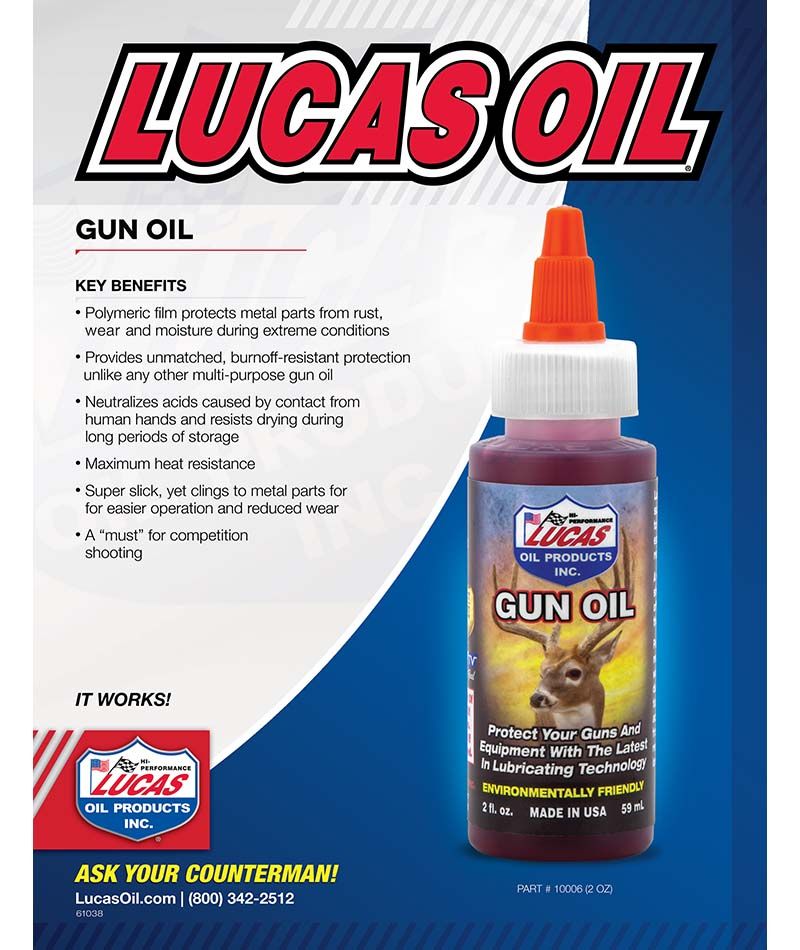 LUCAS OIL®
GUN OIL
KEY BENEFITS
• Polymeric film protects metal parts from rust,
wear and moisture during extreme conditions
• Provides unmatched, burnoff-resistant protection
unlike any other multi-purpose gun oil
• Neutralizes acids caused by contact from
human hands and resists drying during
long periods of storage
• Maximum heat resistance
• Super slick, yet clings to metal parts for
for easier operation and reduced wear
• A “must” for competition
shooting
HI-
PERFORMANCE
LUCAS
OIL PRODUCTS
INC.
GUN OIL
Protect Your Guns And
Equipment With The Latest
In Lubricating Technology
ENVIRONMENTALLY FRIENDLY
2 fl. oz. MADE IN USA 59 mL
PART # 10006 (2 OZ)
IT WORKS!
HI-
PERFORMANCE
LUCAS
OIL PRODUCTS
INC.
®
ASK YOUR COUNTERMAN!
LucasOil.com | (800) 342-2512
61038